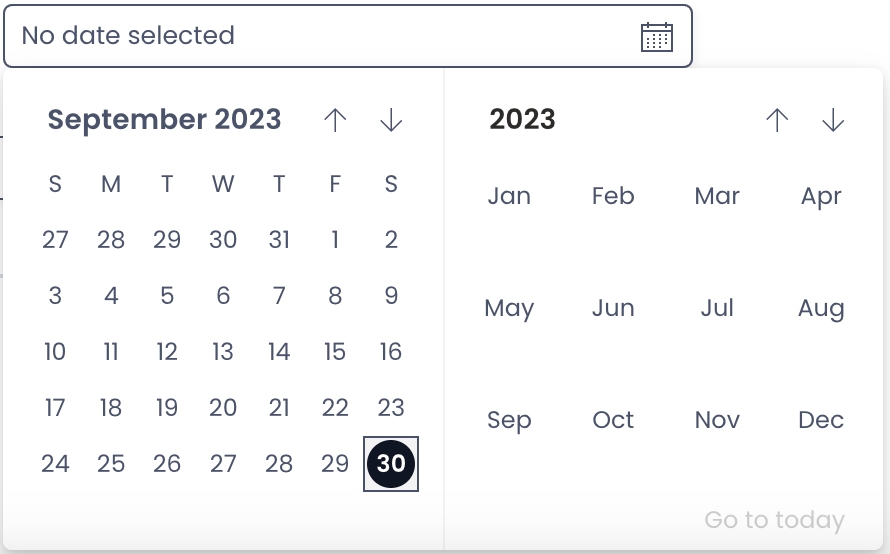 No date selected
September 2023
S M T W T F S
27 28 29 30 31 1 2
3 4 5 6 7 8 9
10 11 12 13 14 15 16
17 18 19 20 21 22 23
24 25 26 27 28 29 30
2023
Jan Feb Mar Apr
May Jun Jul Aug
Sep Oct Nov Dec
Go to today